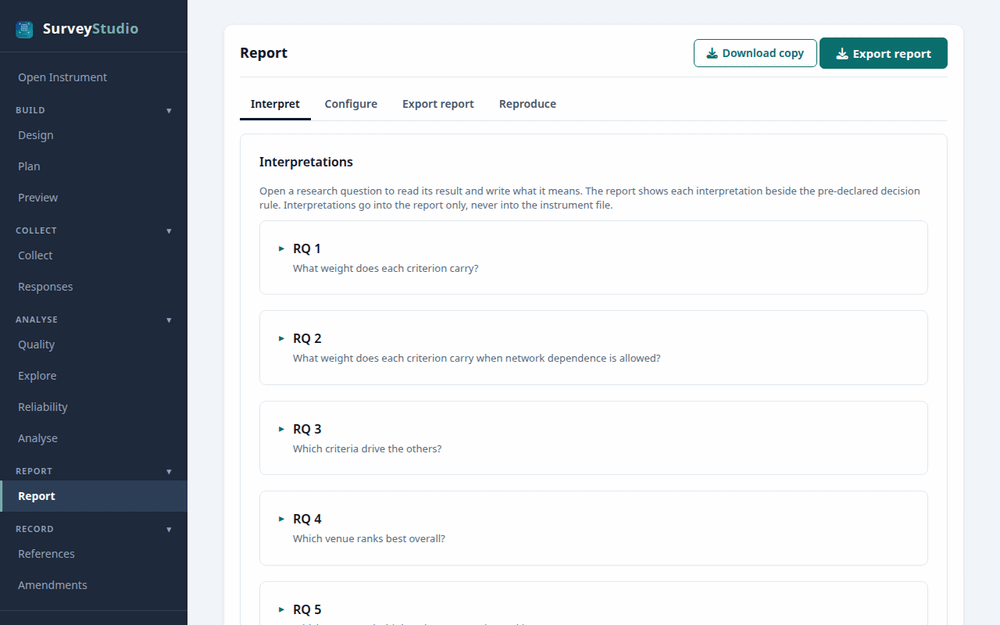 SurveyStudio
Open Instrument
BUILD
Design
Plan
Preview
COLLECT
Collect
Responses
ANALYSE
Quality
Explore
Reliability
Analyse
REPORT
Report
RECORD
References
Amendments
Report
Download copy
Export report
Interpret
Configure
Export report
Reproduce
Interpretations
Open a research question to read its result and write what it means. The report shows each interpretation beside the pre-declared decision
rule. Interpretations go into the report only, never into the instrument file.
RQ 1
What weight does each criterion carry?
RQ 2
What weight does each criterion carry when network dependence is allowed?
RQ 3
Which criteria drive the others?
RQ 4
Which venue ranks best overall?
RQ 5